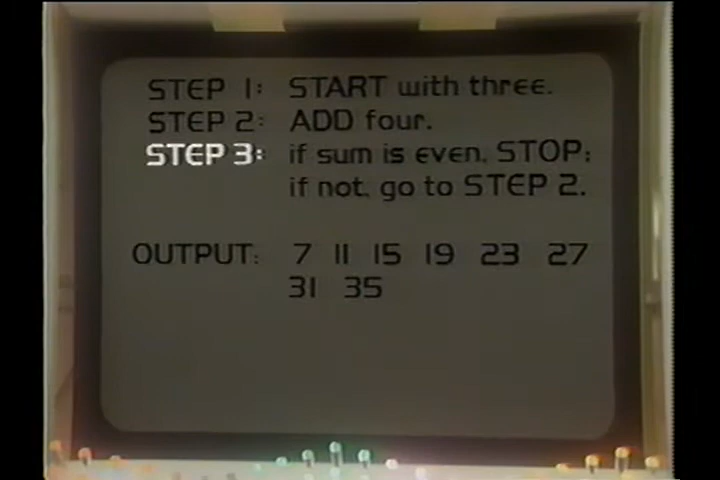 STEP 1: START with three.
STEP 2: ADD four.
STEP 3: if sum is even, STOP;
if not, go to STEP 2.
OUTPUT: 7 11 15 19 23 27
31 35